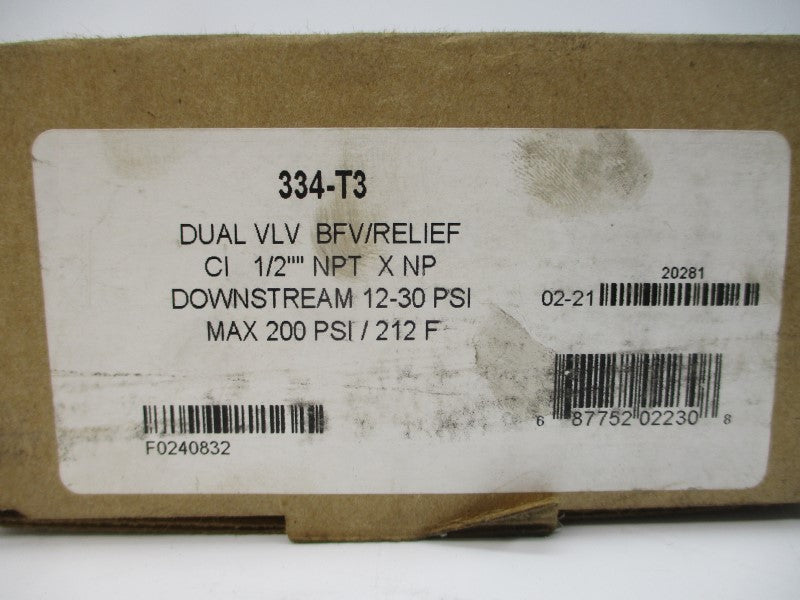 334-T3
DUAL VLV BFV/RELIEF
CI 1/2"" NPT X NP
DOWNSTREAM 12-30 PSI
MAX 200 PSI / 212 F
20281
02-21
F0240832
6 87752 02230 8